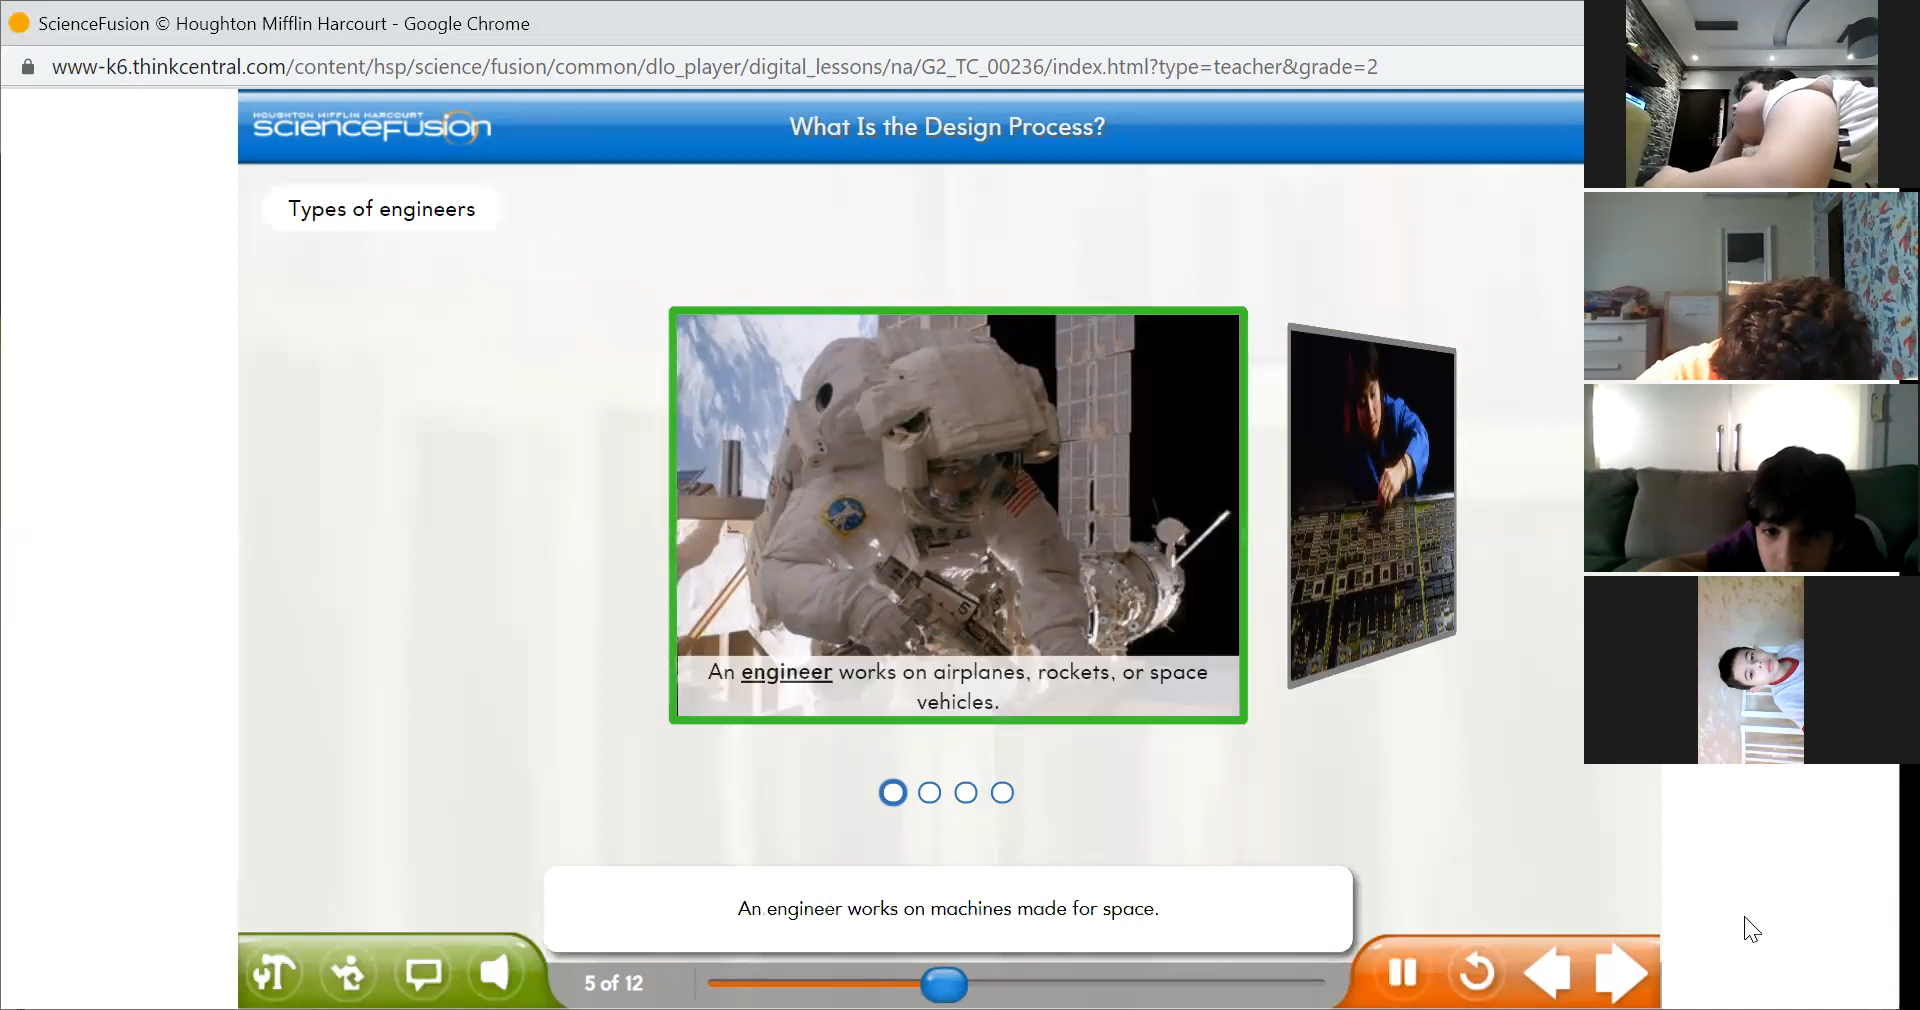 ScienceFusion © Houghton Mifflin Harcourt - Google Chrome
www-k6.thinkcentral.com/content/hsp/science/fusion/common/dlo_player/digital_lessons/na/G2_TC_00236/index.html?type=teacher&grade=2
HOUGHTON MIFFLIN HARCOURT
scienceFusion
What Is the Design Process?
Types of engineers
5
An engineer works on airplanes, rockets, or space
vehicles.
An engineer works on machines made for space.
5 of 12